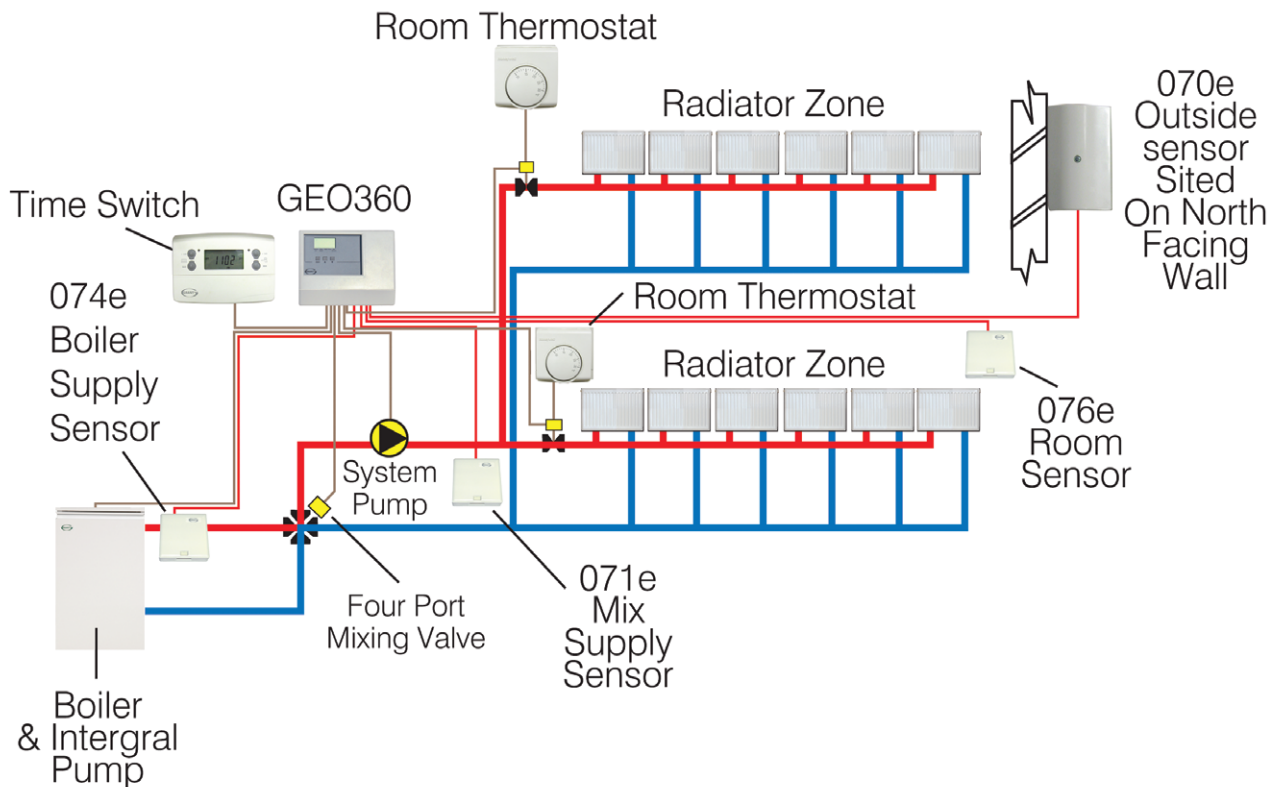 Room Thermostat
Radiator Zone
070e
Outside
sensor
Sited
On North
Facing
Wall
Time Switch
GEO360
1102
074e
Boiler
Supply
Sensor
Room Thermostat
Radiator Zone
076e
Room
Sensor
System
Pump
Four Port
Mixing Valve
071e
Mix
Supply
Sensor
Boiler
& Intergral
Pump